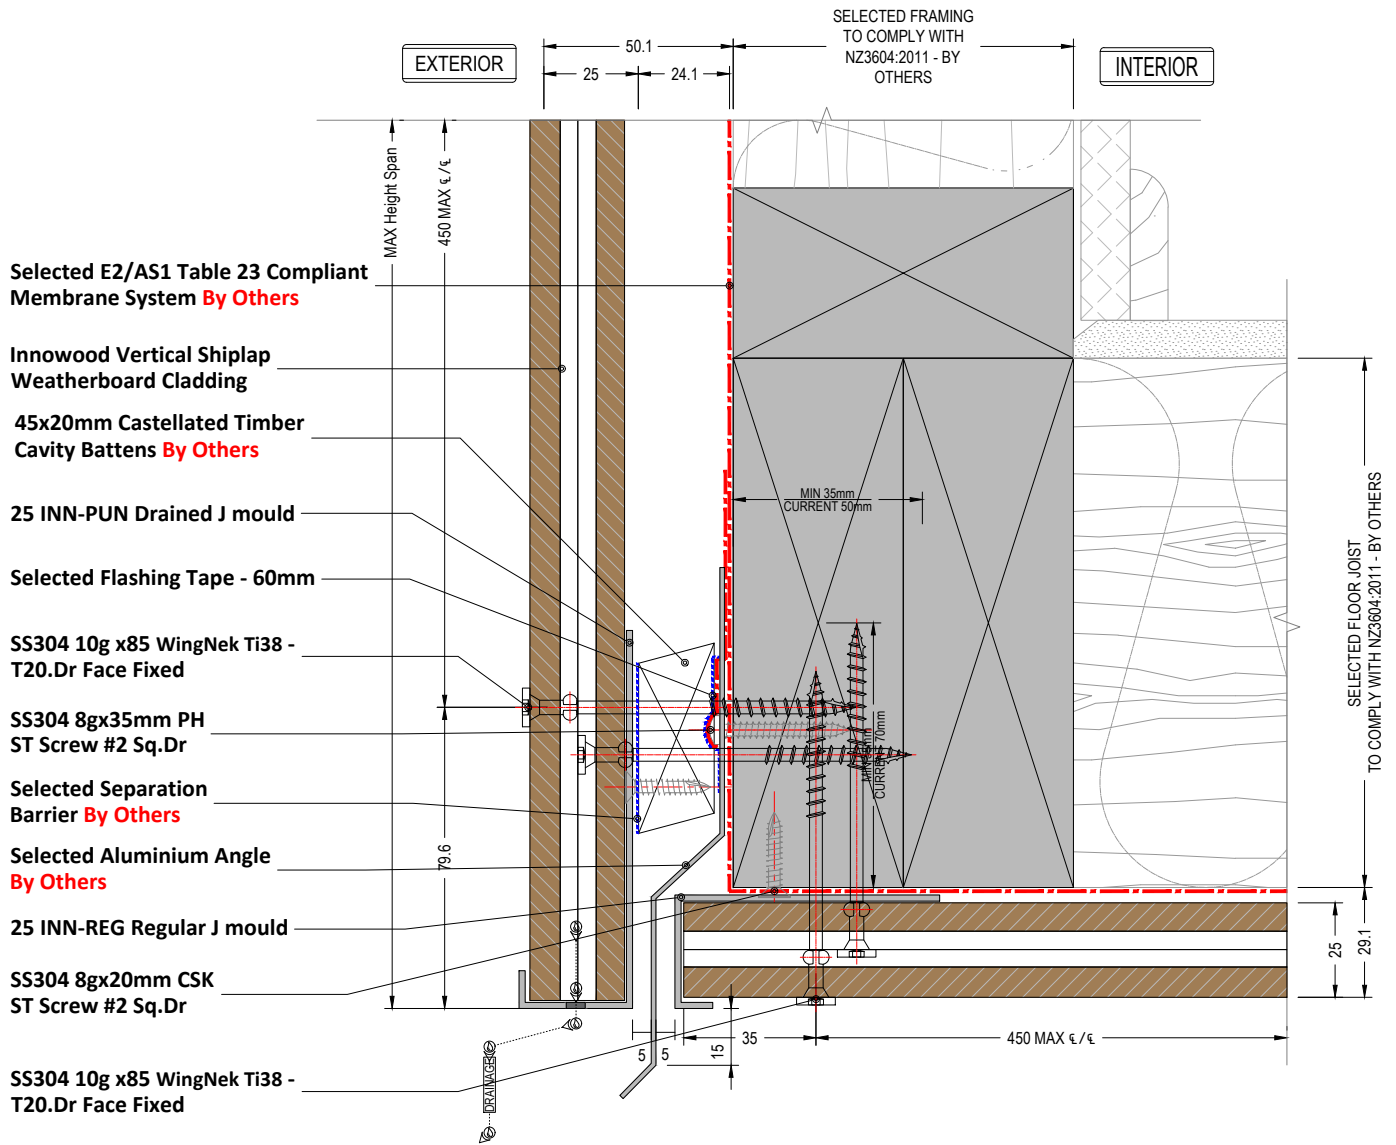 SELECTED FRAMING
TO COMPLY WITH
NZ3604:2011 - BY
OTHERS
EXTERIOR
50.1
25
24.1
INTERIOR
MAX Height Span
450 MAX ℄/℄
Selected E2/AS1 Table 23 Compliant
Membrane System By Others
Innowood Vertical Shiplap
Weatherboard Cladding
45x20mm Castellated Timber
Cavity Battens By Others
25 INN-PUN Drained J mould
Selected Flashing Tape - 60mm
SS304 10g x85 WingNek Ti38 -
T20.Dr Face Fixed
SS304 8gx35mm PH
ST Screw #2 Sq.Dr
Selected Separation
Barrier By Others
Selected Aluminium Angle
By Others
25 INN-REG Regular J mould
SS304 8gx20mm CSK
ST Screw #2 Sq.Dr
SS304 10g x85 WingNek Ti38 -
T20.Dr Face Fixed
MIN 35mm
CURRENT 50mm
CURRENT 70mm
79.6
SELECTED FLOOR JOIST
TO COMPLY WITH NZ3604:2011 - BY OTHERS
25
29.1
35
450 MAX ℄/℄
5
5
15
DRAINAGE